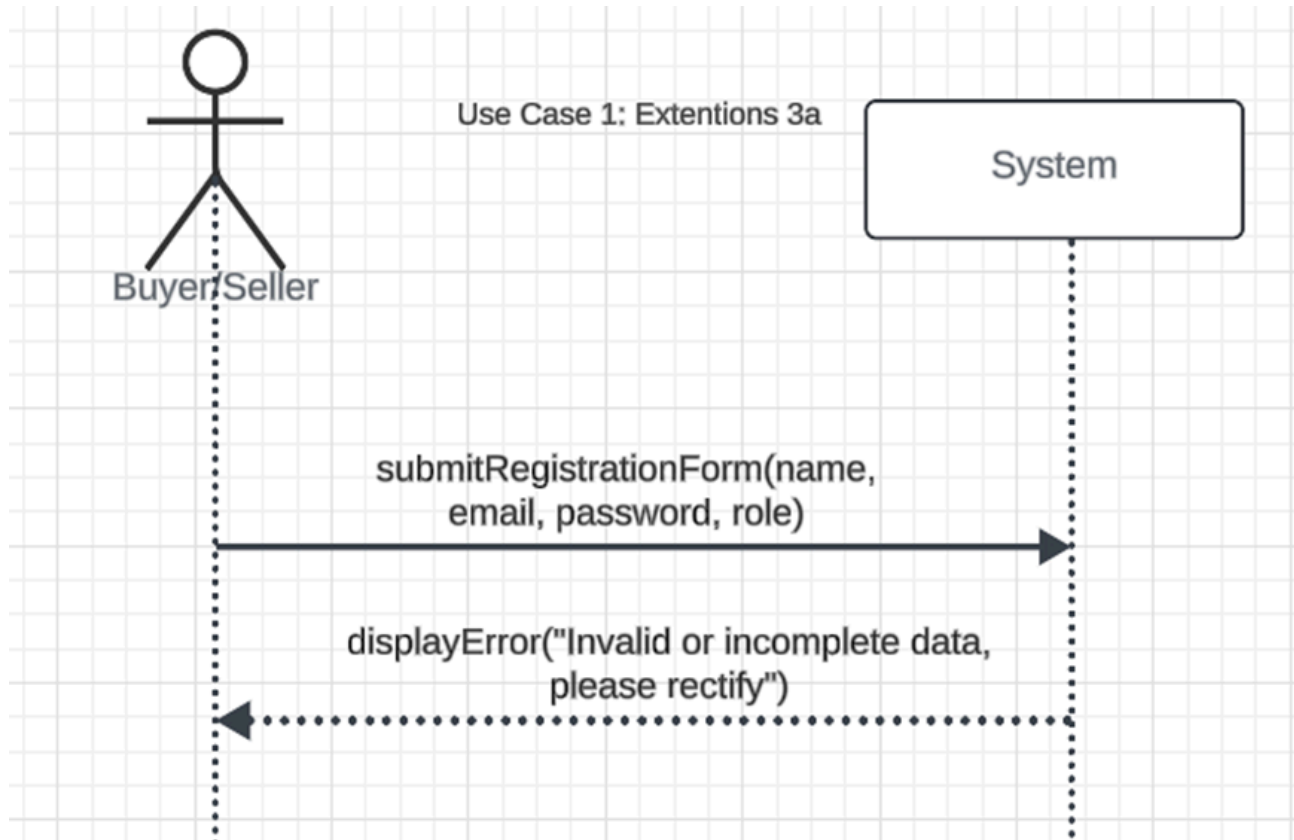 Use Case 1: Extentions 3a
System
Buyer/Seller
submitRegistrationForm(name,
email, password, role)
displayError("Invalid or incomplete data,
please rectify")